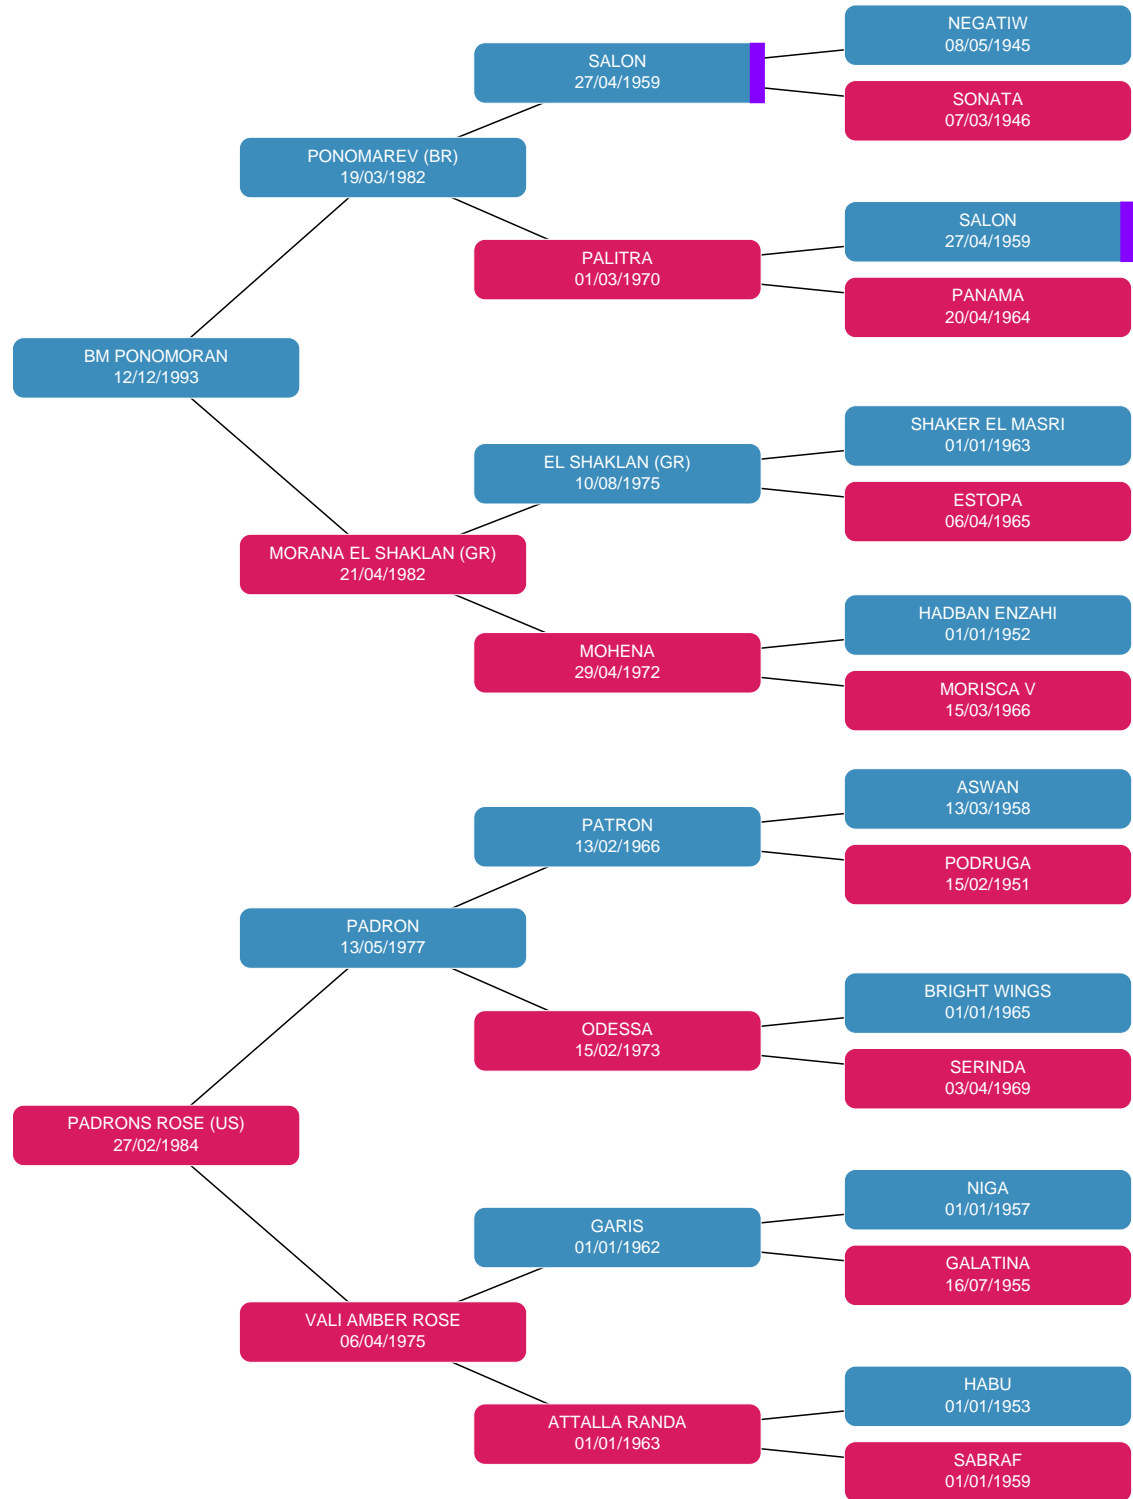 NEGATIW
08/05/1945
SALON
27/04/1959
SONATA
07/03/1946
PONOMAREV (BR)
19/03/1982
SALON
27/04/1959
PALITRA
01/03/1970
PANAMA
20/04/1964
BM PONOMORAN
12/12/1993
SHAKER EL MASRI
01/01/1963
EL SHAKLAN (GR)
10/08/1975
ESTOPA
06/04/1965
MORANA EL SHAKLAN (GR)
21/04/1982
HADBAN ENZAHI
01/01/1952
MOHENA
29/04/1972
MORISCA V
15/03/1966
ASWAN
13/03/1958
PATRON
13/02/1966
PODRUGA
15/02/1951
PADRON
13/05/1977
BRIGHT WINGS
01/01/1965
ODESSA
15/02/1973
SERINDA
03/04/1969
PADRONS ROSE (US)
27/02/1984
NIGA
01/01/1957
GARIS
01/01/1962
GALATINA
16/07/1955
VALI AMBER ROSE
06/04/1975
HABU
01/01/1953
ATTALLA RANDA
01/01/1963
SABRAF
01/01/1959